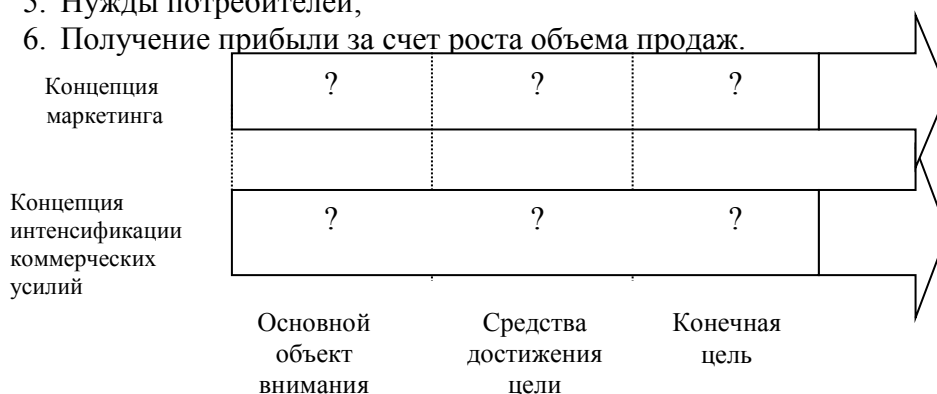 5. Нужды потребителей;
6. Получение прибыли за счет роста объема продаж.
Концепция
маркетинга
? ? ?
Концепция
интенсификации
коммерческих
усилий
? ? ?
Основной
объект
внимания
Средства
достижения
цели
Конечная
цель